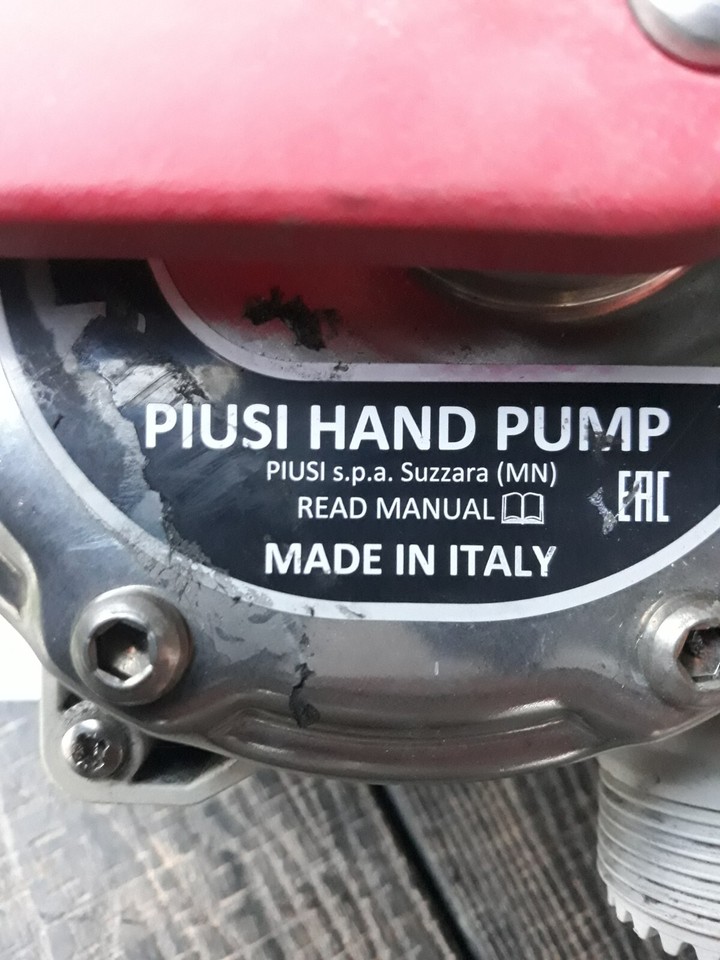 PIUSI HAND PUMP
PIUSI s.p.a. Suzzara (MN)
READ MANUAL
EAC
MADE IN ITALY